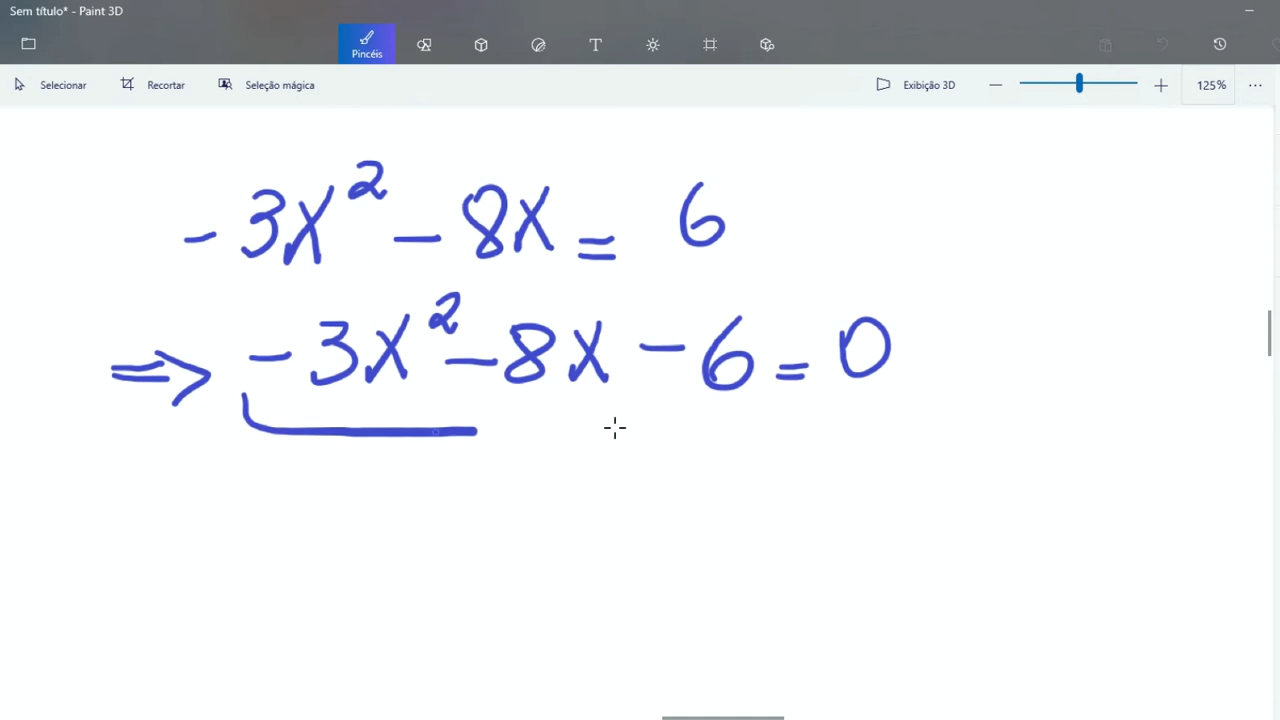 Sem título* - Paint 3D
Pincéis
Selecionar
Recortar
Seleção mágica
Exibição 3D
125%
-3x² - 8x = 6
⇒ -3x² - 8x - 6 = 0